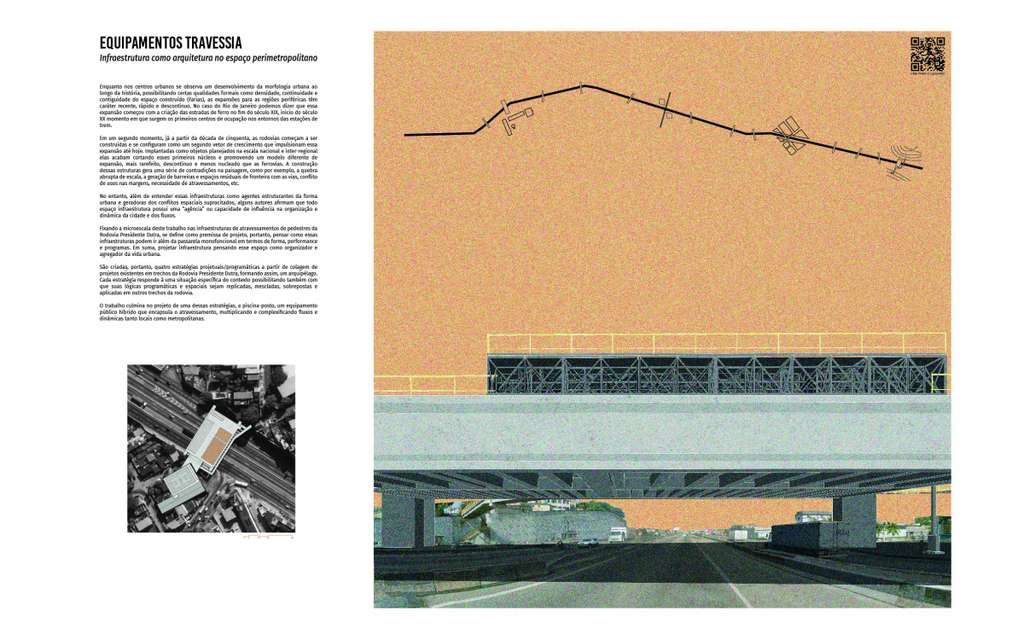 EQUIPAMENTOS TRAVESSIA
Infraestrutura como arquitetura no espaço perimetropolitano
Enquanto nos centros urbanos se observa um desenvolvimento da morfologia urbana ao
longo da história, possibilitando certas qualidades formais como densidade, continuidade e
contiguidade do espaço construído (farias), as expansões para as regiões periféricas têm
caráter recente, rápido e descontínuo. No caso do Rio de Janeiro podemos dizer que essa
expansão começou com a criação das estradas de ferro no fim do século XIX, início do século
XX momento em que surgem os primeiros centros de ocupação nos entornos das estações de
trem.
Em um segundo momento, já a partir da década de cinquenta, as rodovias começam a ser
construídas e se configuram como um segundo vetor de crescimento que impulsionam essa
expansão até hoje. Implantadas como objetos planejados na escala nacional e inter-regional
elas acabam cortando esses primeiros núcleos e promovendo um modelo diferente de
expansão, mais rarefeito, descontínuo e menos nucleado que as ferrovias. A construção
dessas estruturas gera uma série de contradições na paisagem, como por exemplo, a quebra
abrupta de escala, a geração de barreiras e espaços residuais de fronteira com as vias, conflito
de usos nas margens, necessidade de atravessamentos, etc.
No entanto, além de entender essas infraestruturas como agentes estruturantes da forma
urbana e geradoras dos conflitos espaciais supracitados, alguns autores afirmam que todo
espaço infraestrutura possui uma "agência" ou capacidade de influência na organização e
dinâmica da cidade e dos fluxos.
Fixando a microescala deste trabalho nas infraestruturas de atravessamentos de pedestres da
Rodovia Presidente Dutra, se define como premissa de projeto, portanto, pensar como essas
infraestruturas podem ir além da passarela monofuncional em termos de forma, performance
e programas. Em suma, projetar infraestrutura pensando esse espaço como organizador e
agregador da vida urbana.
São criadas, portanto, quatro estratégias projetuais/programáticas a partir de colagem de
projetos existentes em trechos da Rodovia Presidente Dutra, formando assim, um arquipélago.
Cada estratégia responde à uma situação específica do contexto possibilitando também com
que suas lógicas programáticas e espaciais sejam replicadas, mescladas, sobrepostas e
aplicadas em outros trechos da rodovia.
O trabalho culmina no projeto de uma dessas estratégias, a piscina-posto, um equipamento
público híbrido que encapsula o atravessamento, multiplicando e complexificando fluxos e
dinâmicas tanto locais como metropolitanas.